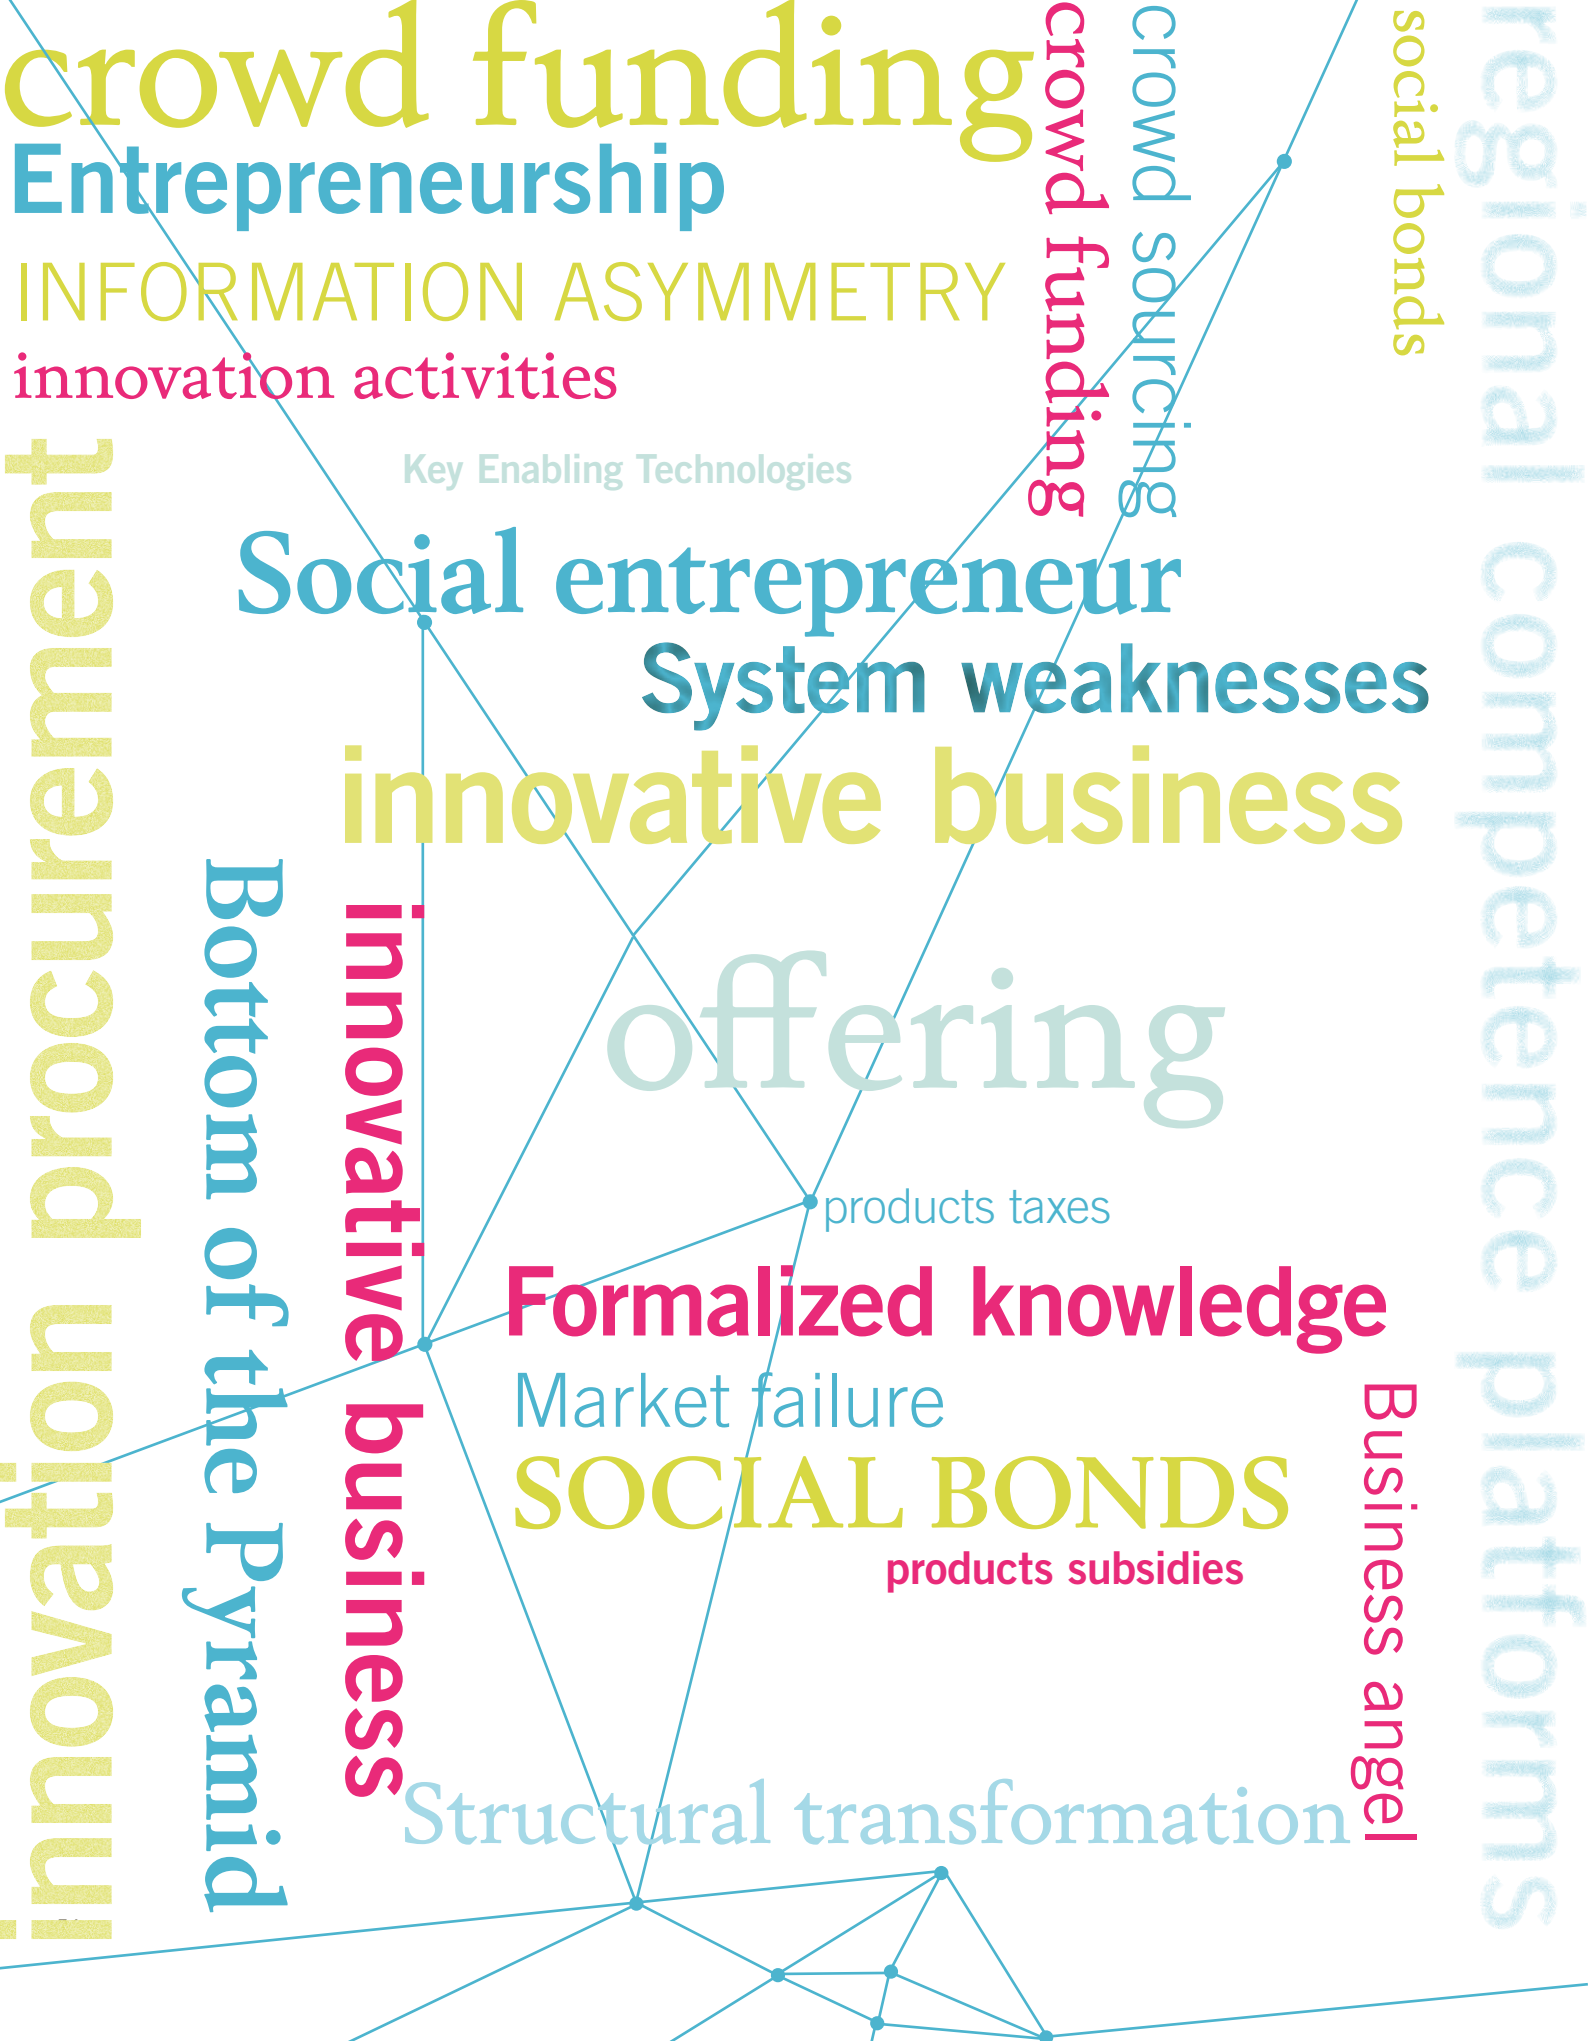 crowd funding
Entrepreneurship
INFORMATION ASYMMETRY
innovation activities
crowd funding
crowd sourcing
social bonds
regional competence platforms
Key Enabling Technologies
Social entrepreneur
System weaknesses
innovative business
innovation procurement
Bottom of the Pyramid
innovative business
offering
products taxes
Formalized knowledge
Market failure
SOCIAL BONDS
products subsidies
Business angel
Structural transformation